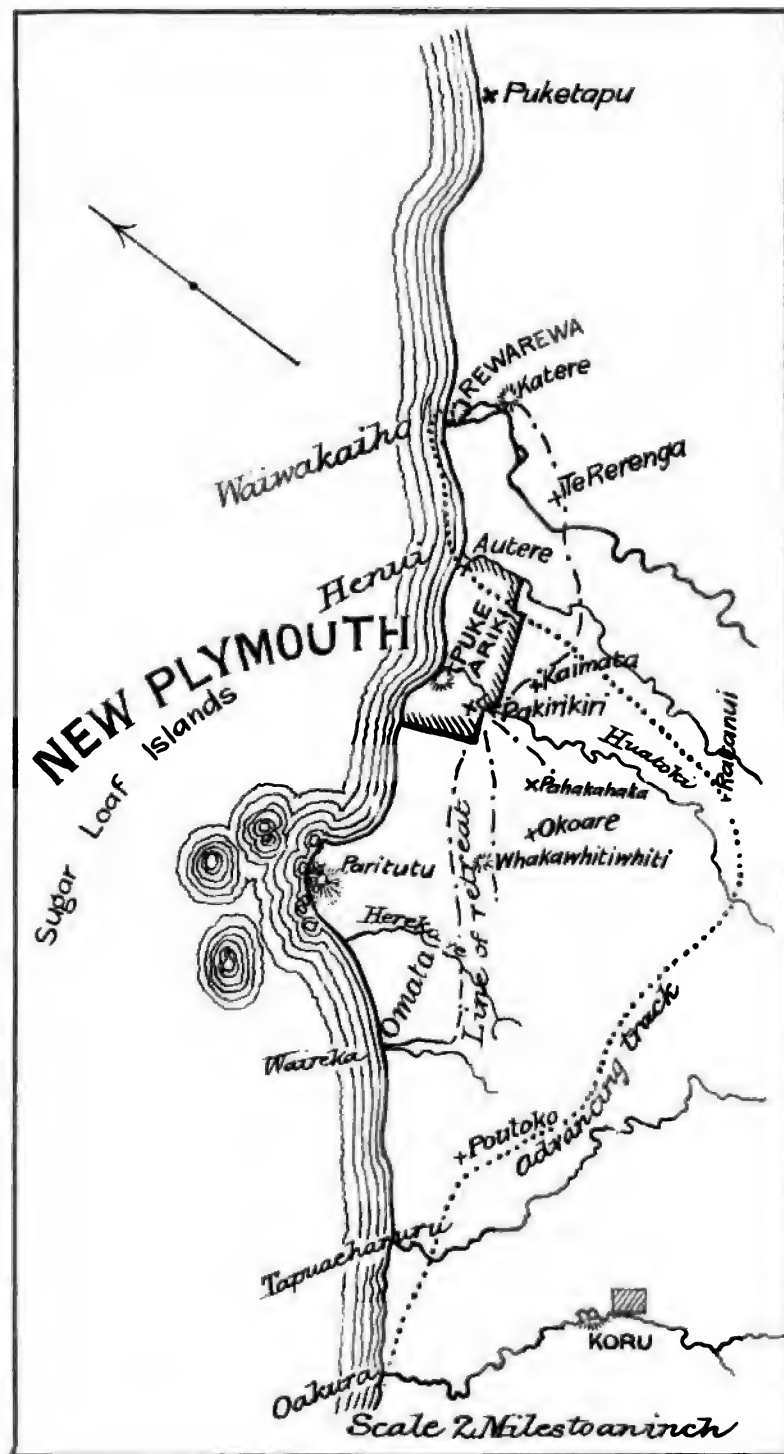 Puketapu
REWAREWA
Katere
Waiwakaiho
Te Rerenga
Henui
Autere
NEW PLYMOUTH
PUKE
ARIKI
Kaimata
Pakirikiri
Sugar Loaf Islands
Huatoki
Ratanui
Pahakahaka
Okoare
Whakawhitiwhiti
Line of retreat
Paritutu
Hereka
Omata
Waireka
Poutoko
advancing track
Tapuaeharuru
KORU
Oakura
Scale 2 Miles to an inch